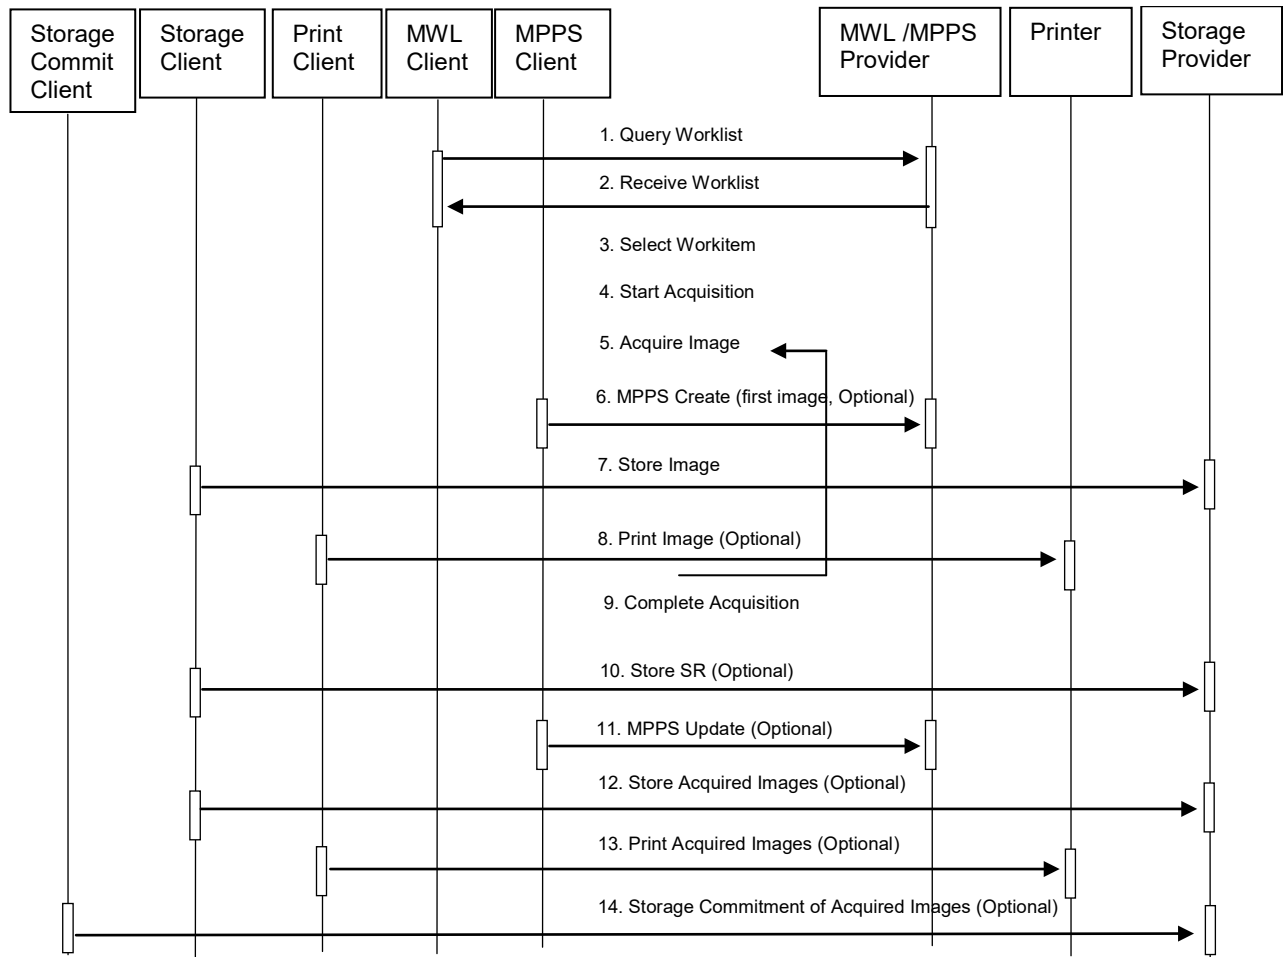 Storage
Commit
Client
Storage
Client
Print
Client
MWL
Client
MPPS
Client
MWL /MPPS
Provider
Printer
Storage
Provider
1. Query Worklist
2. Receive Worklist
3. Select Workitem
4. Start Acquisition
5. Acquire Image
6. MPPS Create (first image, Optional)
7. Store Image
8. Print Image (Optional)
9. Complete Acquisition
10. Store SR (Optional)
11. MPPS Update (Optional)
12. Store Acquired Images (Optional)
13. Print Acquired Images (Optional)
14. Storage Commitment of Acquired Images (Optional)